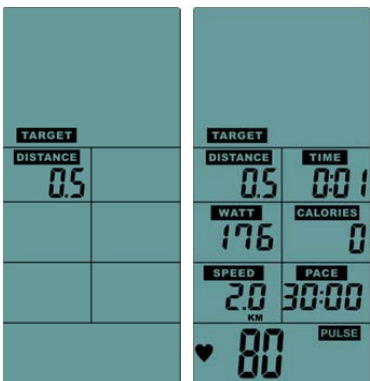 TARGET
DISTANCE
0.5
TARGET
DISTANCE TIME
0.5 0:01
WATT CALORIES
176 0
SPEED PACE
2.0 30:00
KM
PULSE
80